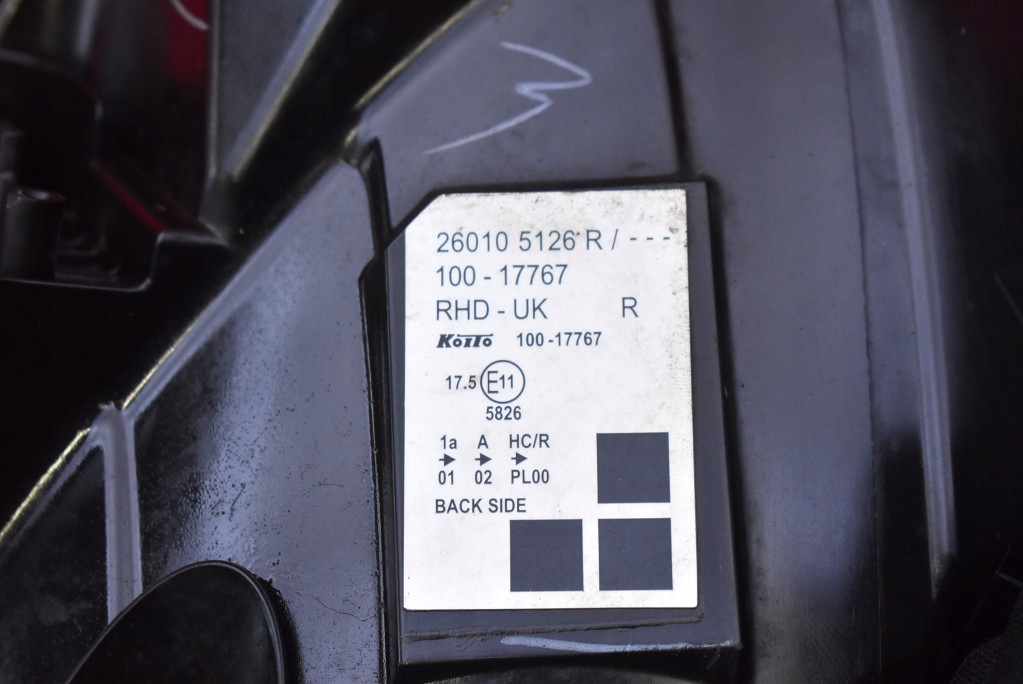 26010 5126 R / - - -
100 - 17767
RHD - UK R
KOITO 100 -17767
17.5 E11
5826
1a A HC/R
01 02 PL00
BACK SIDE